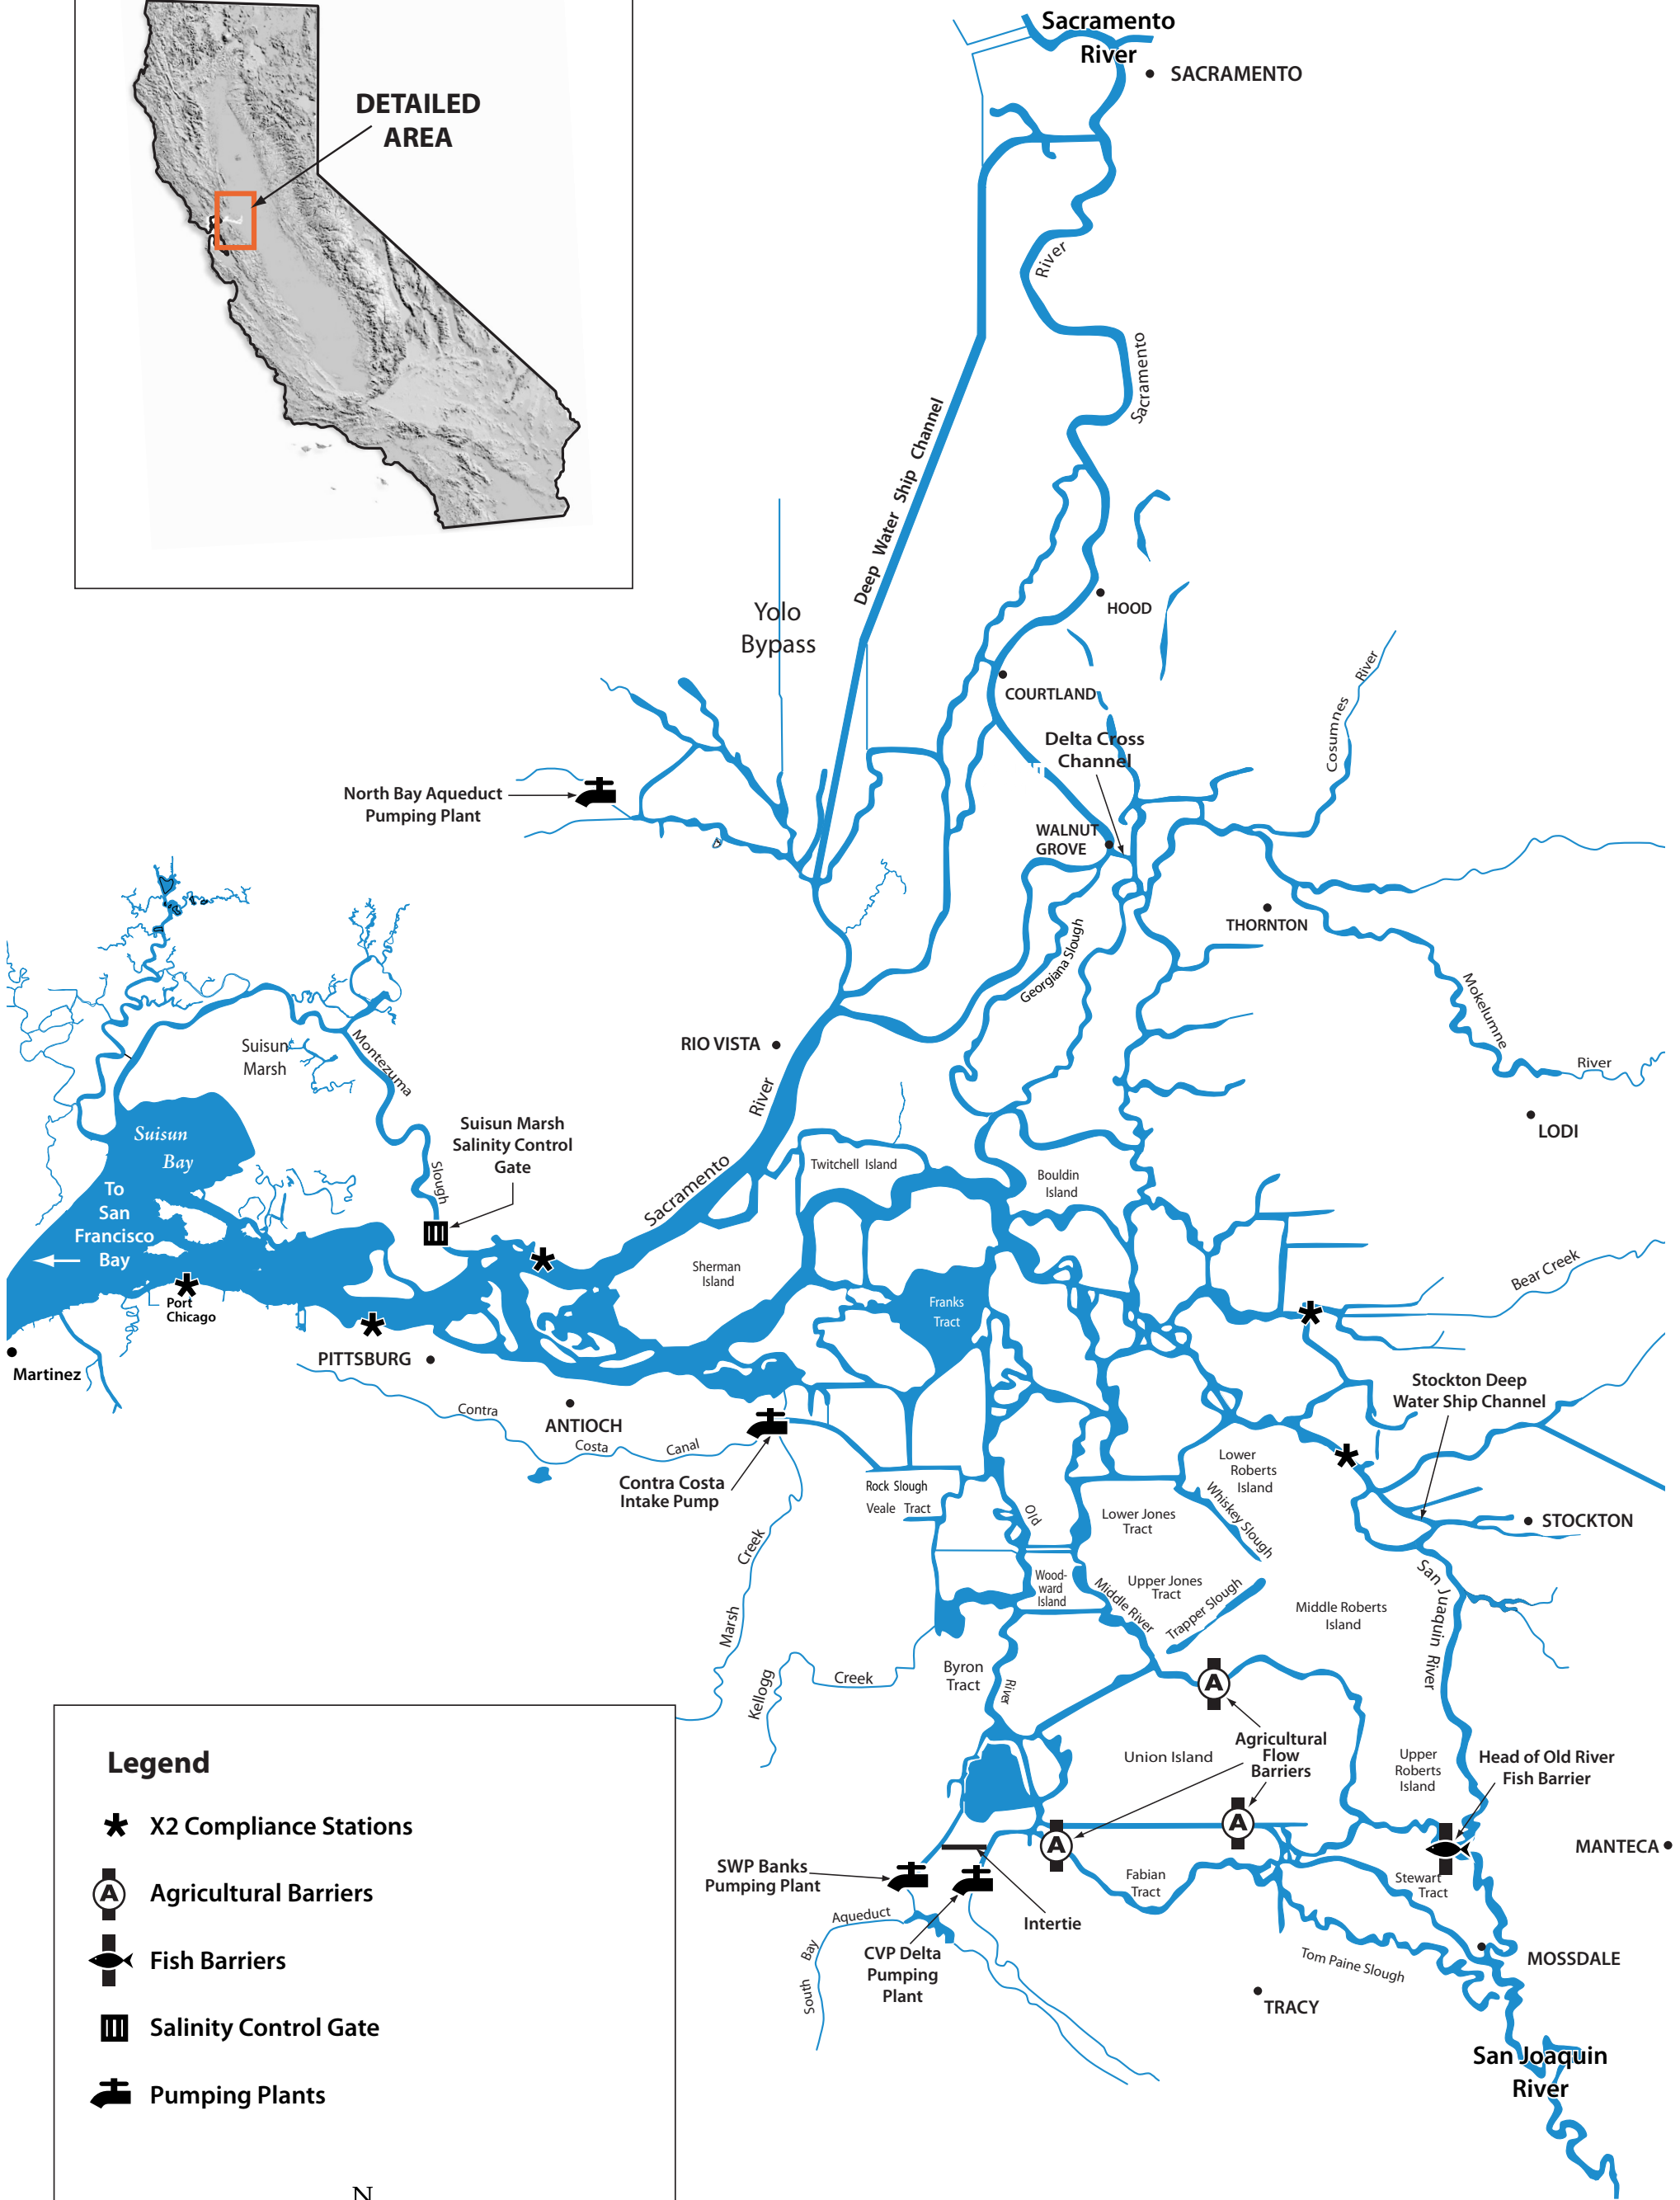 DETAILED
AREA
Sacramento
River
SACRAMENTO
River
Sacramento
Deep Water Ship Channel
Yolo
Bypass
HOOD
COURTLAND
Cosumnes River
Delta Cross
Channel
North Bay Aqueduct
Pumping Plant
WALNUT
GROVE
THORNTON
Georgiana Slough
Mokelumne
River
LODI
RIO VISTA
River
Sacramento
Suisun
Marsh
Montezuma
Slough
Suisun Marsh
Salinity Control
Gate
Suisun
Bay
To
San
Francisco
Bay
Port
Chicago
Martinez
PITTSBURG
ANTIOCH
Contra
Costa
Canal
Twitchell Island
Bouldin
Island
Sherman
Island
Franks
Tract
Bear Creek
Stockton Deep
Water Ship Channel
Contra Costa
Intake Pump
Rock Slough
Veale Tract
Old
Lower
Roberts
Island
Whiskey Slough
Lower Jones
Tract
STOCKTON
Marsh Creek
Wood-
ward
Island
Middle River
Upper Jones
Tract
Trapper Slough
Middle Roberts
Island
San Juaquin River
Kellogg
Creek
Byron
Tract
River
Agricultural
Flow
Barriers
A
Union Island
Upper
Roberts
Island
Head of Old River
Fish Barrier
MANTECA
A
A
SWP Banks
Pumping Plant
Fabian
Tract
Stewart
Tract
Intertie
South Bay Aqueduct
CVP Delta
Pumping
Plant
Tom Paine Slough
MOSSDALE
TRACY
San Joaquin
River
Legend
X2 Compliance Stations
A Agricultural Barriers
Fish Barriers
Salinity Control Gate
Pumping Plants
N